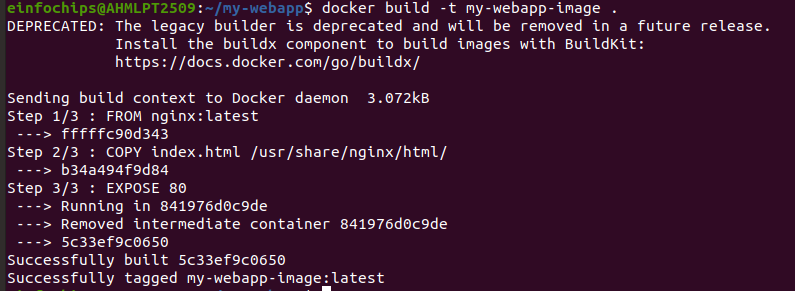 einfochips@AHMLPT2509:~/my-webapp$ docker build -t my-webapp-image .
DEPRECATED: The legacy builder is deprecated and will be removed in a future release.
            Install the buildx component to build images with BuildKit:
            https://docs.docker.com/go/buildx/

Sending build context to Docker daemon  3.072kB
Step 1/3 : FROM nginx:latest
 ---> fffffc90d343
Step 2/3 : COPY index.html /usr/share/nginx/html/
 ---> b34a494f9d84
Step 3/3 : EXPOSE 80
 ---> Running in 841976d0c9de
 ---> Removed intermediate container 841976d0c9de
 ---> 5c33ef9c0650
Successfully built 5c33ef9c0650
Successfully tagged my-webapp-image:latest